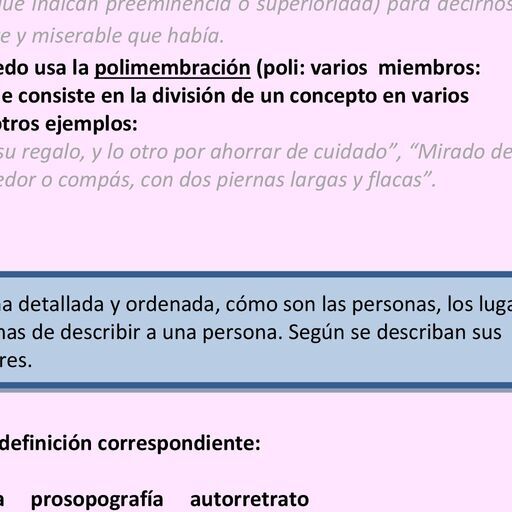 que indican preeminencia o superioridad) para decirnos
e y miserable que había.
edo usa la polimembración (poli: varios miembros:
e consiste en la división de un concepto en varios
otros ejemplos:
su regalo, y lo otro por ahorrar de cuidado”, “Mirado de
edor o compás, con dos piernas largas y flacas”.
a detallada y ordenada, cómo son las personas, los luga
nas de describir a una persona. Según se describan sus
res.
definición correspondiente:
a prosopografía autorretrato